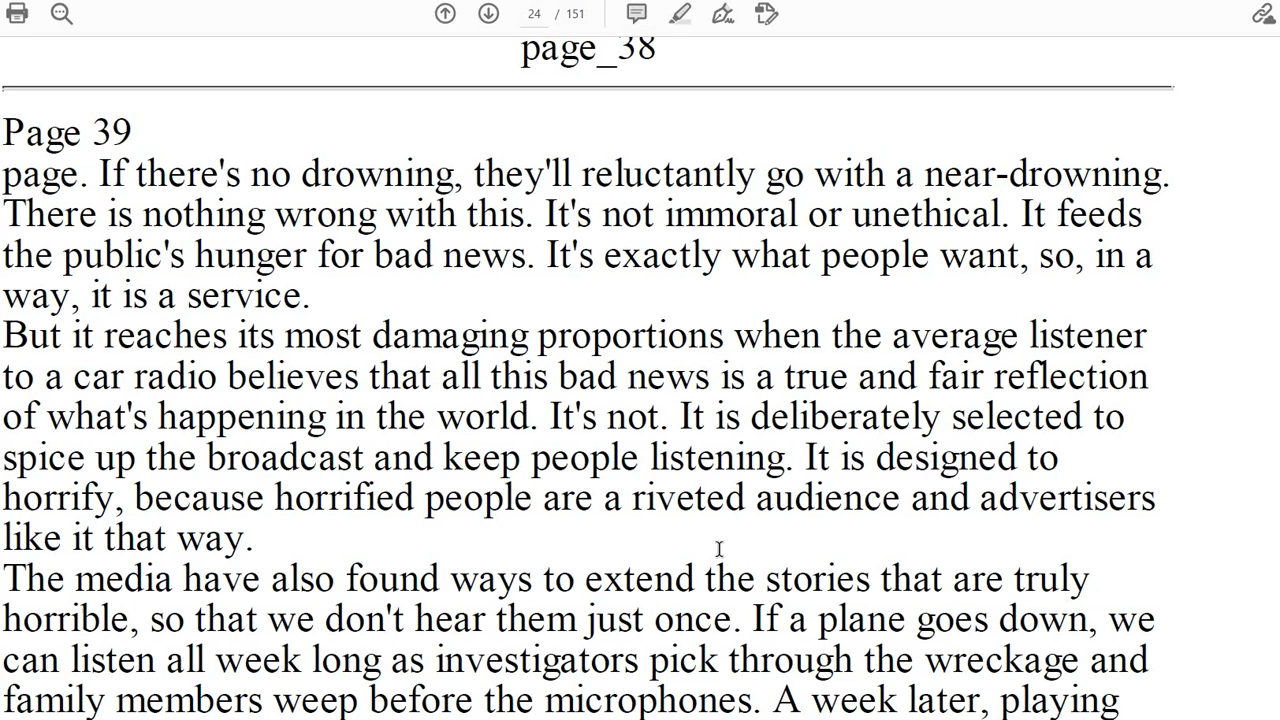 24 / 151
page_38
Page 39
page. If there's no drowning, they'll reluctantly go with a near-drowning.
There is nothing wrong with this. It's not immoral or unethical. It feeds
the public's hunger for bad news. It's exactly what people want, so, in a
way, it is a service.
But it reaches its most damaging proportions when the average listener
to a car radio believes that all this bad news is a true and fair reflection
of what's happening in the world. It's not. It is deliberately selected to
spice up the broadcast and keep people listening. It is designed to
horrify, because horrified people are a riveted audience and advertisers
like it that way.
The media have also found ways to extend the stories that are truly
horrible, so that we don't hear them just once. If a plane goes down, we
can listen all week long as investigators pick through the wreckage and
family members weep before the microphones. A week later, playing